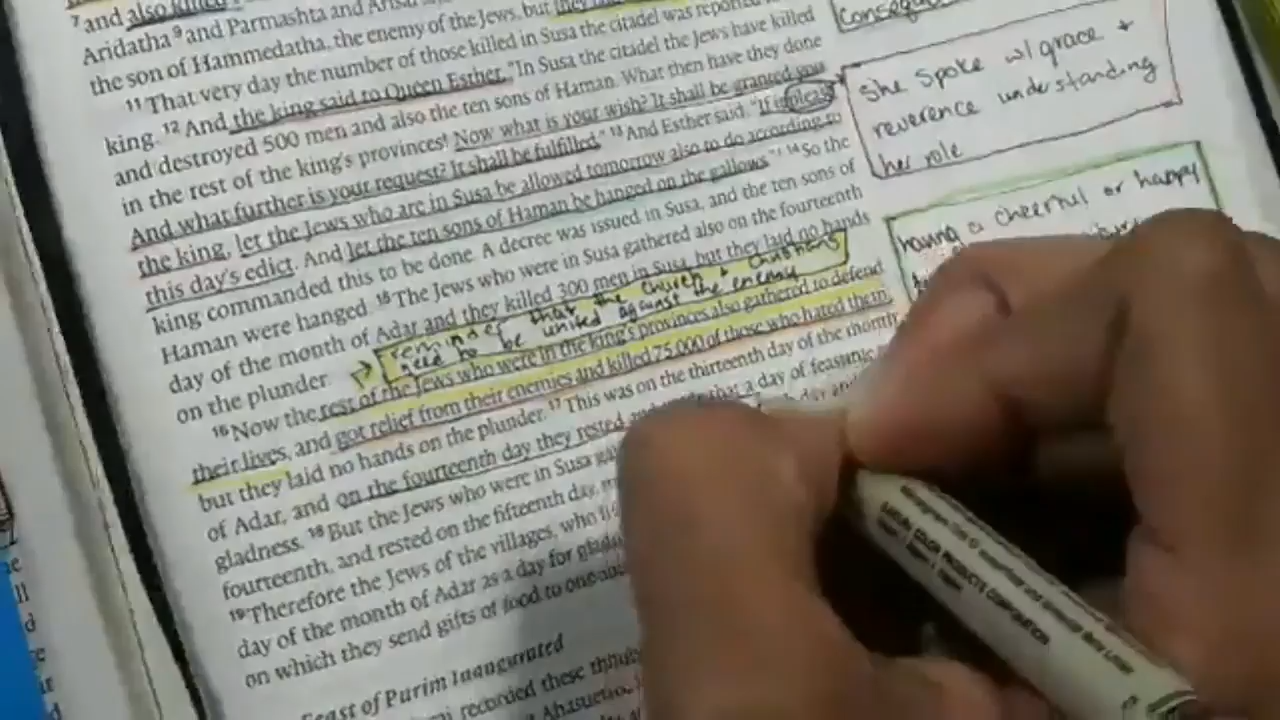 7 and also killed
Aridatha 9 and Parmashta and
the son of Hammedatha, the enemy of the Jews, but they
11 That very day the number of those killed in Susa the citadel was reported
king. 12 And the king said to Queen Esther, "In Susa the citadel the Jews have killed
and destroyed 500 men and also the ten sons of Haman. What then have they done
in the rest of the king's provinces! Now what is your wish? It shall be granted you.
And what further is your request? It shall be fulfilled." 13 And Esther said, "If it please
the king, let the Jews who are in Susa be allowed tomorrow also to do according to
this day's edict. And let the ten sons of Haman be hanged on the gallows." 14 So the
king commanded this to be done. A decree was issued in Susa, and the ten sons of
Haman were hanged. 15 The Jews who were in Susa gathered also on the fourteenth
day of the month of Adar and they killed 300 men in Susa, but they laid no hands
on the plunder.
reminder that the church + Christians
need to be united against the enemy
16 Now the rest of the Jews who were in the king's provinces also gathered to defend
their lives, and got relief from their enemies and killed 75,000 of those who hated them,
but they laid no hands on the plunder. 17 This was on the thirteenth day of the month
of Adar, and on the fourteenth day they rested and made that a day of feasting and
gladness. 18 But the Jews who were in Susa
fourteenth, and rested on the fifteenth day,
19 Therefore the Jews of the villages, who
day of the month of Adar as a day for
on which they send gifts of food to one
Feast of Purim Inaugurated
recorded these
she spoke w/ grace +
reverence understanding
her role
having a cheerful or happy
SAKURA COLOR PRODUCTS CORPORATION